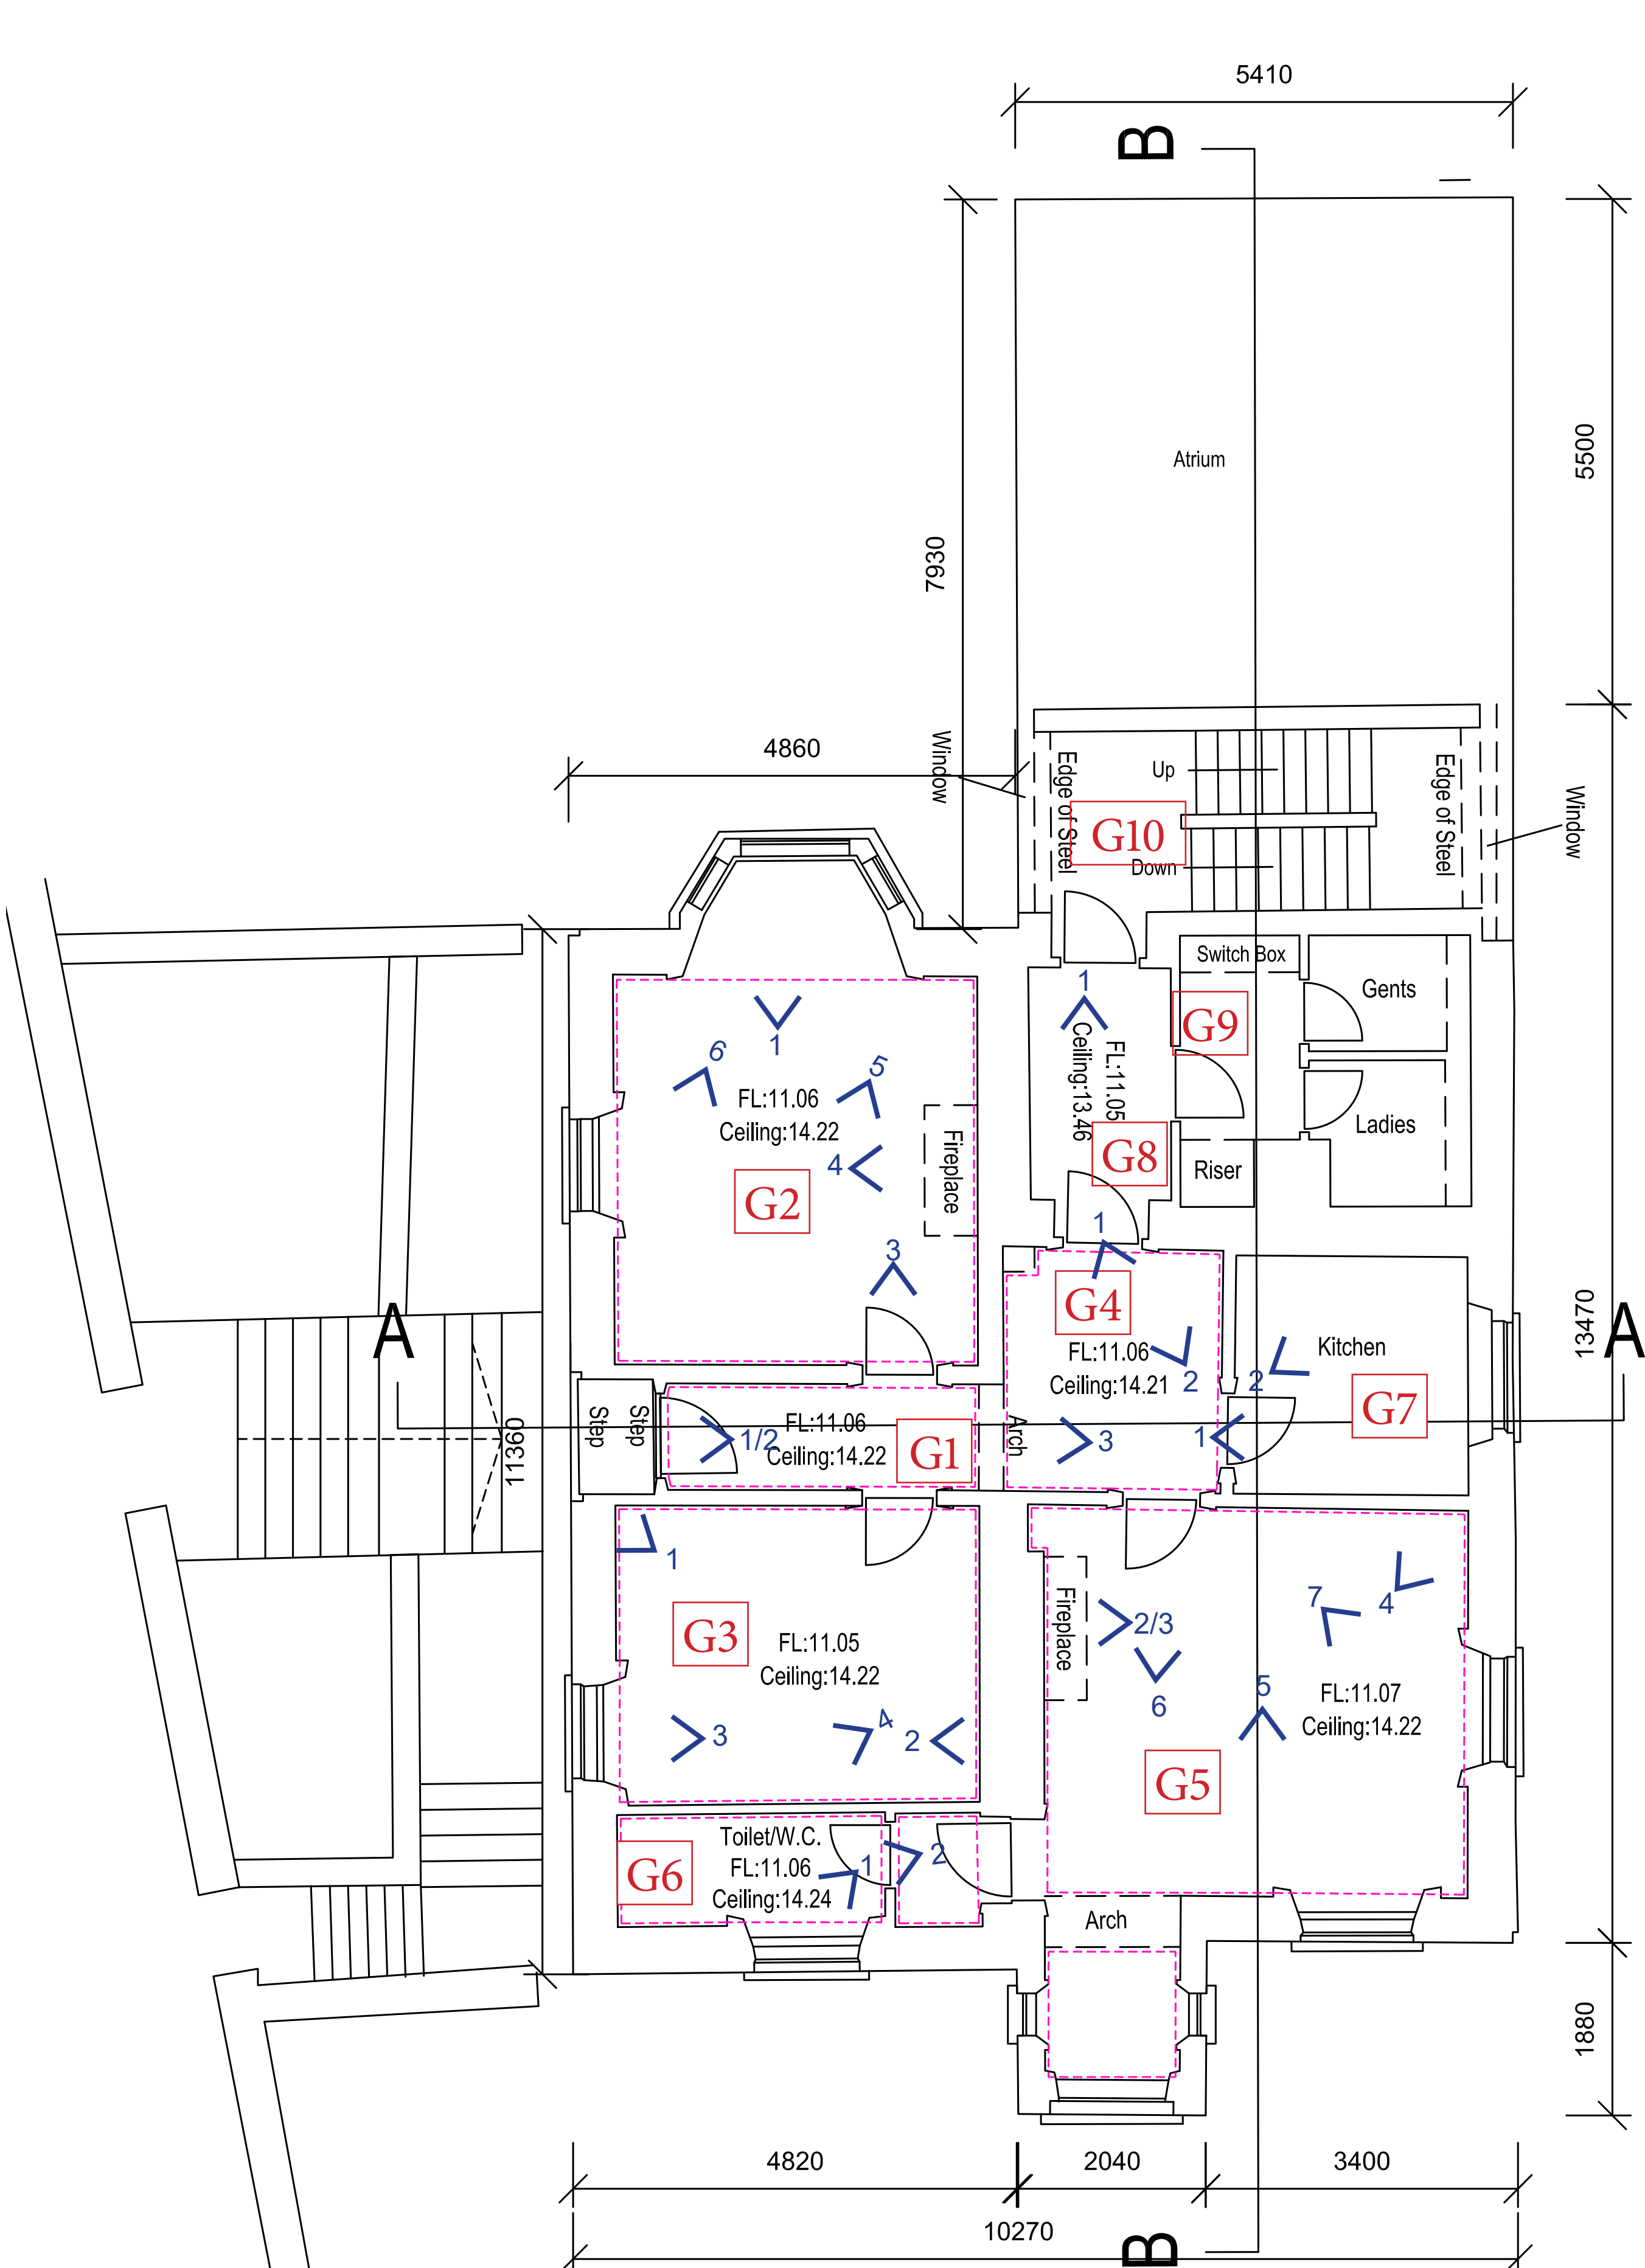 5410
B
5500
Atrium
7930
4860
Window
Edge of Steel
Up
Edge of Steel
Window
G10
Down
Switch Box
Gents
1
G9
1
6
5
FL:11.06
Ceiling:14.22
FL:11.05
Ceiling:13.46
Ladies
4
Fireplace
G8
Riser
G2
1
3
G4
13470
A
A
FL:11.06
Ceiling:14.21
2
Kitchen
2
G7
Step
Step
11360
FL:11.06
Ceiling:14.22
1/2
G1
Arch
3
1
1
G3
Fireplace
2/3
7
4
FL:11.05
Ceiling:14.22
5
6
FL:11.07
Ceiling:14.22
3
4
2
G5
Toilet/W.C.
FL:11.06
Ceiling:14.24
G6
1
2
Arch
1880
4820
2040
3400
10270
B